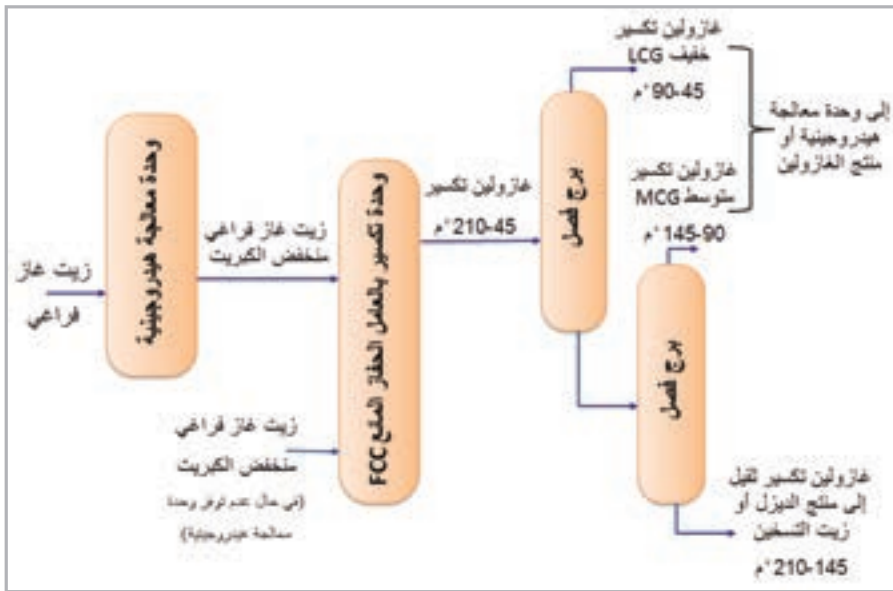 زيت غاز
فراغي
وحدة معالجة هيدروجينية
زيت غاز فراغي
منخفض الكبريت
زيت غاز فراغي
منخفض الكبريت
(في حال عدم توفر وحدة
معالجة هيدروجينية)
وحدة تكسير بالعامل الحفاز المائع FCC
غازولين تكسير
45-210°م
برج فصل
غازولين تكسير
خفيف LCG
45-90°م
غازولين تكسير
متوسط MCG
90-145°م
إلى وحدة معالجة
هيدروجينية أو
منتج الغازولين
برج فصل
غازولين تكسير ثقيل
إلى منتج الديزل أو
زيت التسخين
145-210°م